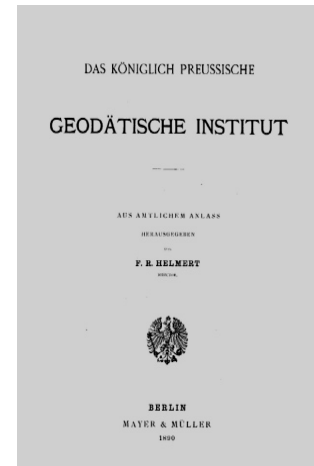 DAS KÖNIGLICH PREUSSISCHE
GEODÄTISCHE INSTITUT
AUS AMTLICHEM ANLASS
HERAUSGEGEBEN
F. R. HELMERT
BERLIN
MAYER & MÜLLER
1890